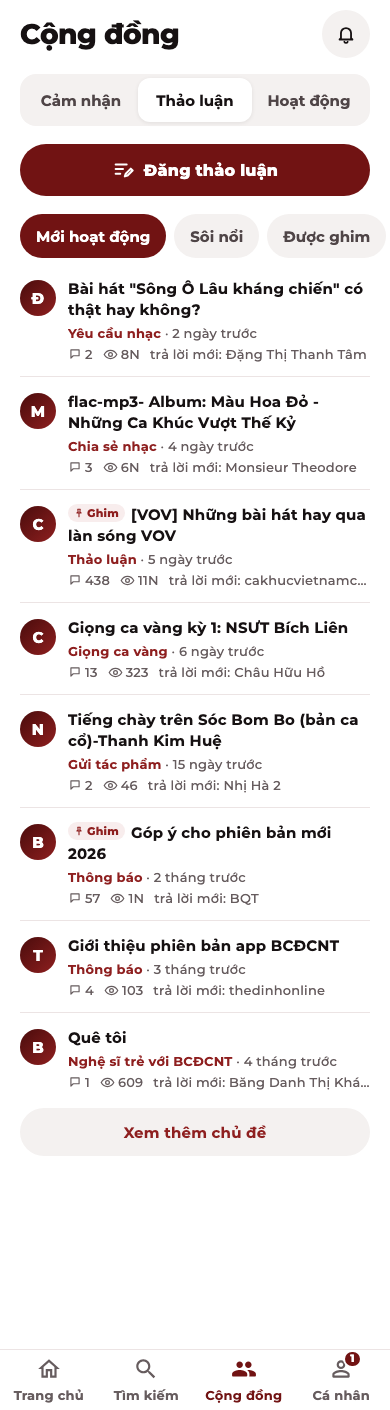 Cộng đồng
Cảm nhận Thảo luận Hoạt động
Đăng thảo luận
Mới hoạt động Sôi nổi Được ghim
Đ
Bài hát "Sông Ô Lâu kháng chiến" có
thật hay không?
Yêu cầu nhạc · 2 ngày trước
2 8N trả lời mới: Đặng Thị Thanh Tâm
M
flac-mp3- Album: Màu Hoa Đỏ -
Những Ca Khúc Vượt Thế Kỷ
Chia sẻ nhạc · 4 ngày trước
3 6N trả lời mới: Monsieur Theodore
C
Ghim [VOV] Những bài hát hay qua
làn sóng VOV
Thảo luận · 5 ngày trước
438 11N trả lời mới: cakhucvietnamc...
C
Giọng ca vàng kỳ 1: NSƯT Bích Liên
Giọng ca vàng · 6 ngày trước
13 323 trả lời mới: Châu Hữu Hồ
N
Tiếng chày trên Sóc Bom Bo (bản ca
cổ)-Thanh Kim Huệ
Gửi tác phẩm · 15 ngày trước
2 46 trả lời mới: Nhị Hà 2
B
Ghim Góp ý cho phiên bản mới
2026
Thông báo · 2 tháng trước
57 1N trả lời mới: BQT
T
Giới thiệu phiên bản app BCĐCNT
Thông báo · 3 tháng trước
4 103 trả lời mới: thedinhonline
B
Quê tôi
Nghệ sĩ trẻ với BCĐCNT · 4 tháng trước
1 609 trả lời mới: Băng Danh Thị Khá...
Xem thêm chủ đề
1
Trang chủ Tìm kiếm Cộng đồng Cá nhân